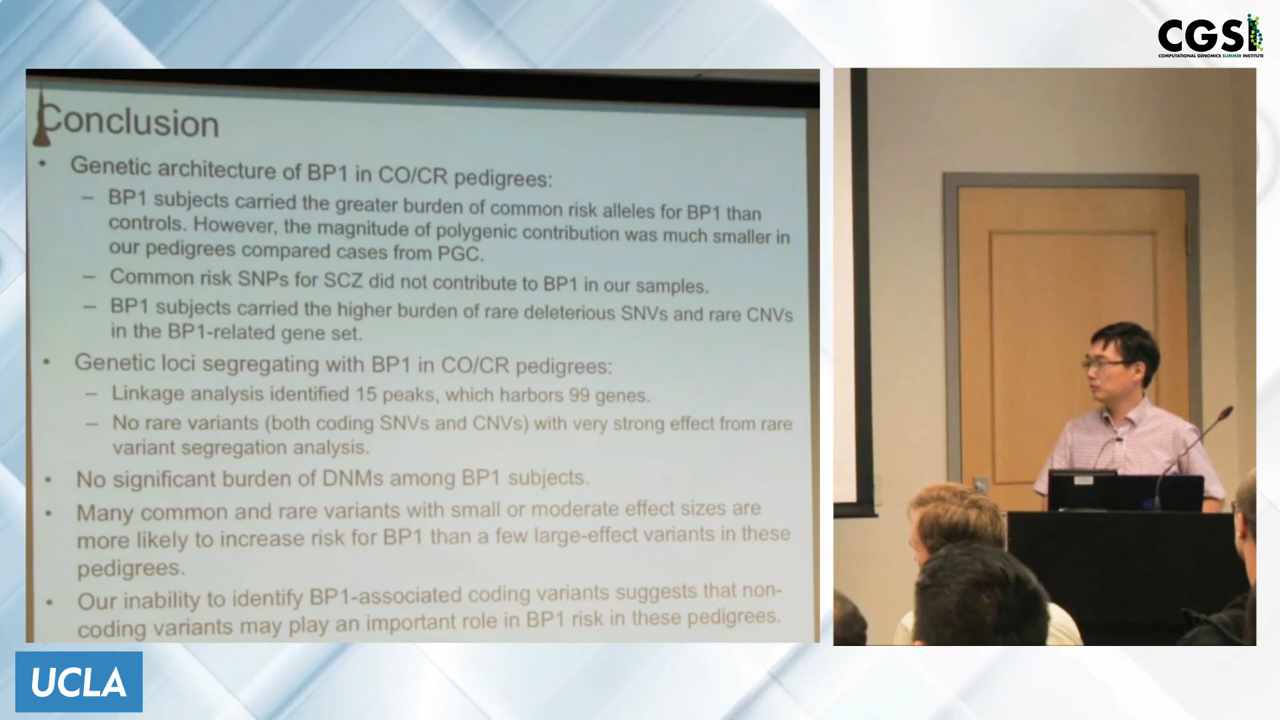 CGSI
COMPUTATIONAL GENOMICS SUMMER INSTITUTE
Conclusion
• Genetic architecture of BP1 in CO/CR pedigrees:
– BP1 subjects carried the greater burden of common risk alleles for BP1 than
controls. However, the magnitude of polygenic contribution was much smaller in
our pedigrees compared cases from PGC.
– Common risk SNPs for SCZ did not contribute to BP1 in our samples.
– BP1 subjects carried the higher burden of rare deleterious SNVs and rare CNVs
in the BP1-related gene set.
• Genetic loci segregating with BP1 in CO/CR pedigrees:
– Linkage analysis identified 15 peaks, which harbors 99 genes.
– No rare variants (both coding SNVs and CNVs) with very strong effect from rare
variant segregation analysis.
• No significant burden of DNMs among BP1 subjects.
• Many common and rare variants with small or moderate effect sizes are
more likely to increase risk for BP1 than a few large-effect variants in these
pedigrees.
• Our inability to identify BP1-associated coding variants suggests that non-
coding variants may play an important role in BP1 risk in these pedigrees.
UCLA